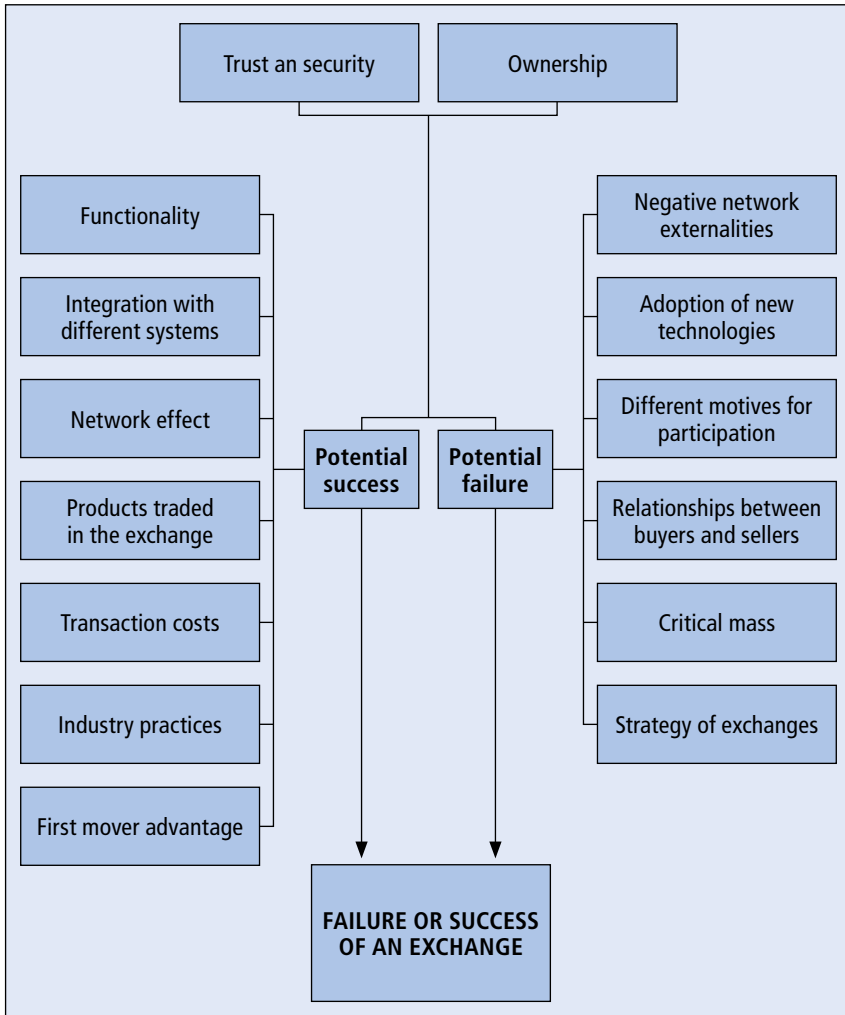 Trust an security
Ownership
Functionality
Integration with
different systems
Network effect
Products traded
in the exchange
Transaction costs
Industry practices
First mover advantage
Potential
success
Potential
failure
Negative network
externalities
Adoption of new
technologies
Different motives for
participation
Relationships between
buyers and sellers
Critical mass
Strategy of exchanges
FAILURE OR SUCCESS
OF AN EXCHANGE